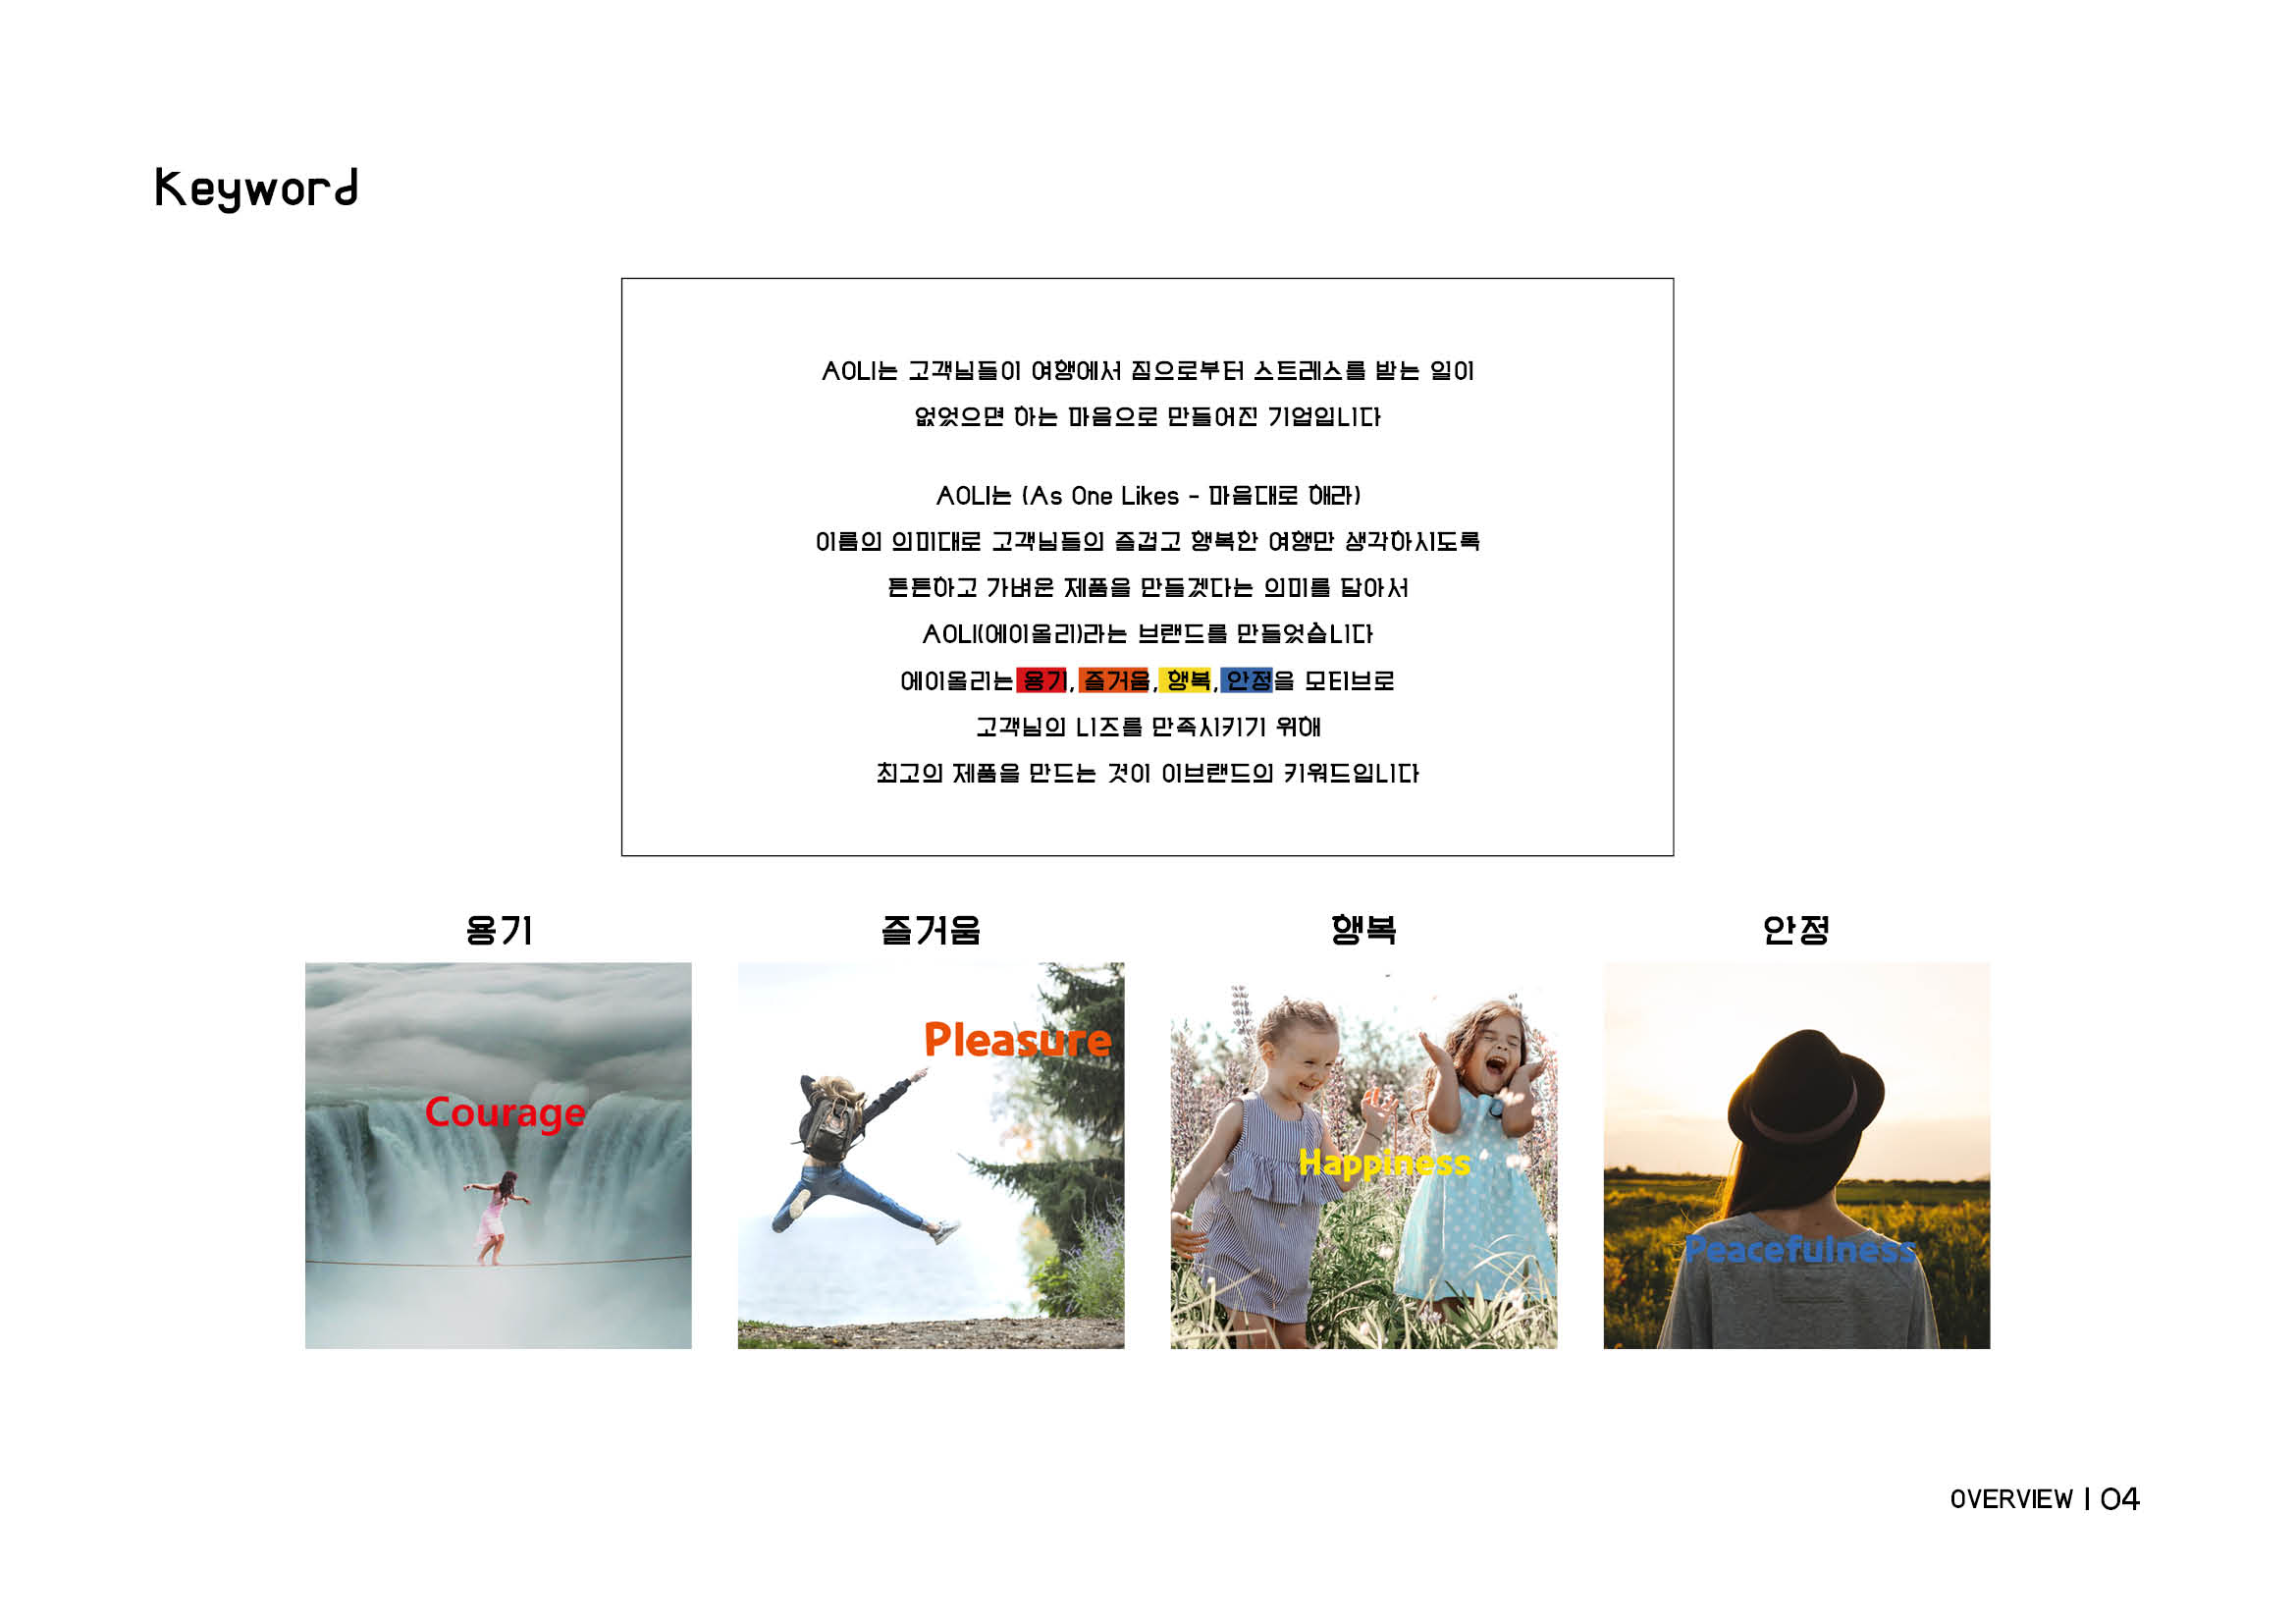 Keyword
AOLI는 고객님들이 여행에서 짐으로부터 스트레스를 받는 일이
없었으면 하는 마음으로 만들어진 기업입니다
AOLI는 (As One Likes - 마음대로 해라)
이름의 의미대로 고객님들의 즐겁고 행복한 여행만 생각하시도록
튼튼하고 가벼운 제품을 만들겠다는 의미를 담아서
AOLI(에이올리)라는 브랜드를 만들었습니다
에이올리는 용기, 즐거움, 행복, 안정을 모티브로
고객님의 니즈를 만족시키기 위해
최고의 제품을 만드는 것이 이브랜드의 키워드입니다
용기 즐거움 행복 안정
Courage
Pleasure
Happiness
Peacefulness
OVERVIEW | 04